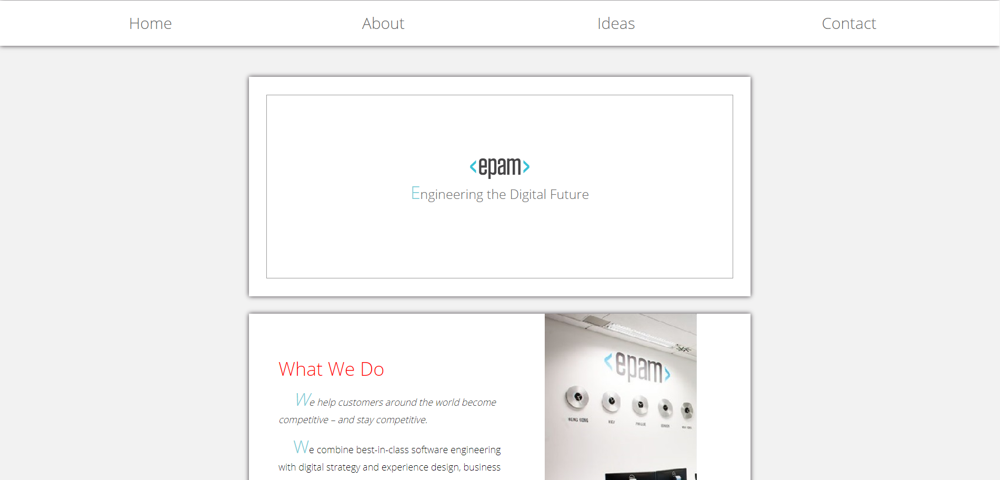 Home About Ideas Contact
<epam>
Engineering the Digital Future
What We Do
We help customers around the world become
competitive – and stay competitive.
We combine best-in-class software engineering
with digital strategy and experience design, business
<epam>
HONG KONG KIEV PRAGUE LONDON NEW YORK